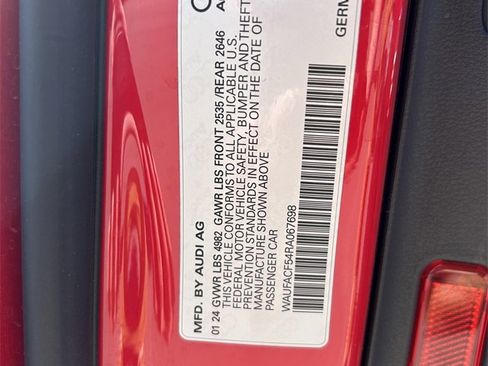 MFD. BY AUDI AG
01 24 GVWR LBS 4982 GAWR LBS FRONT 2535 /REAR 2646
THIS VEHICLE CONFORMS TO ALL APPLICABLE U.S.
FEDERAL MOTOR VEHICLE SAFETY, BUMPER AND THEFT
PREVENTION STANDARDS IN EFFECT ON THE DATE OF
MANUFACTURE SHOWN ABOVE
PASSENGER CAR
WAUFACF54RA067698
GERM